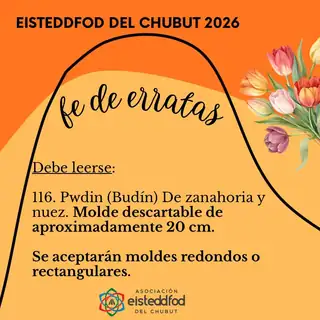 EISTEDDFOD DEL CHUBUT 2026
fe de erratas
Debe leerse:
116. Pwdin (Budín) De zanahoria y
nuez. Molde descartable de
aproximadamente 20 cm.
Se aceptarán moldes redondos o
rectangulares.
ASOCIACIÓN
eisteddfod
DEL CHUBUT